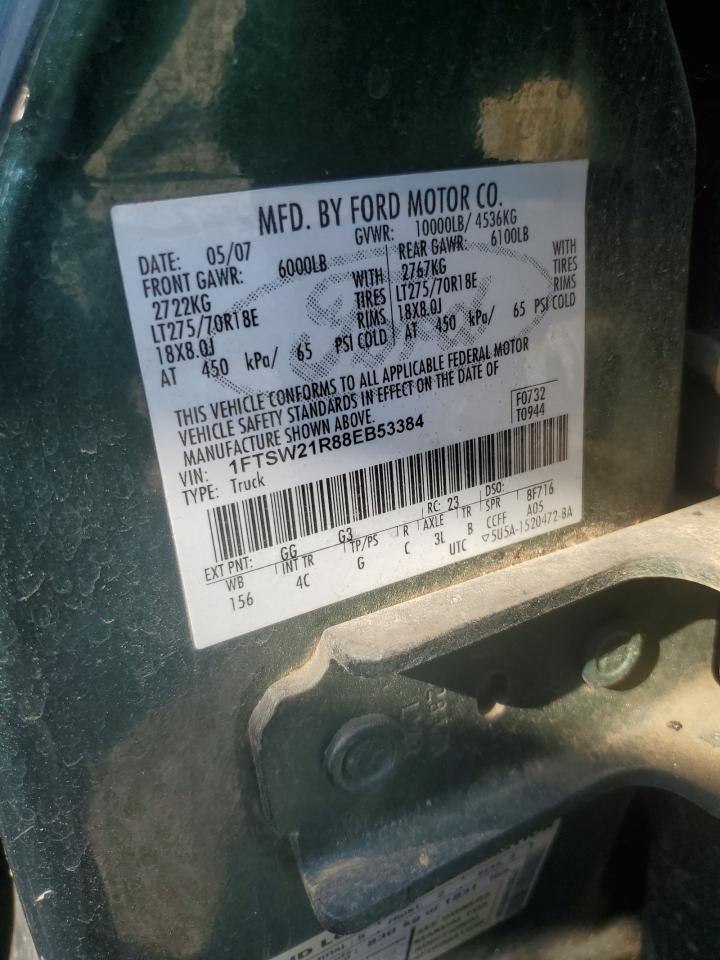 MFD. BY FORD MOTOR CO.
DATE: 05/07 GVWR: 10000LB/ 4536KG
FRONT GAWR: 6000LB REAR GAWR: 6100LB
2722KG WITH 2767KG WITH
LT275/70R18E TIRES LT275/70R18E TIRES
18X8.0J RIMS 18X8.0J RIMS
AT 450 kPa/ 65 PSI COLD AT 450 kPa/ 65 PSI COLD
Ford
THIS VEHICLE CONFORMS TO ALL APPLICABLE FEDERAL MOTOR
VEHICLE SAFETY STANDARDS IN EFFECT ON THE DATE OF
MANUFACTURE SHOWN ABOVE.
VIN: 1FTSW21R88EB53384
TYPE: Truck
F0732
T0944
EXT PNT: GG G3 RC: 23 DSO:
WB INT TR TP/PS R AXLE TR SPR 8F716
156 4C G C 3L B CCFF A05
UTC ▽5U5A-1520472-BA
830 kg